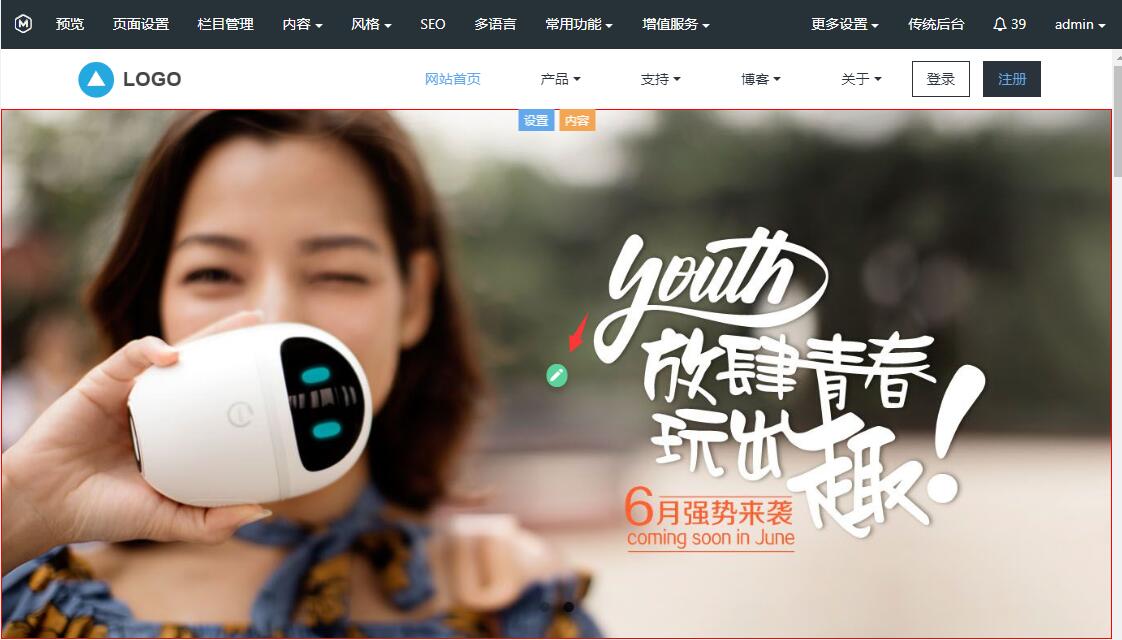 预览 页面设置 栏目管理 内容 风格 SEO 多语言 常用功能 增值服务 更多设置 传统后台 39 admin
LOGO 网站首页 产品 支持 博客 关于 登录 注册
设置 内容
youth
放肆青春
玩出趣!
6月强势来袭
coming soon in June